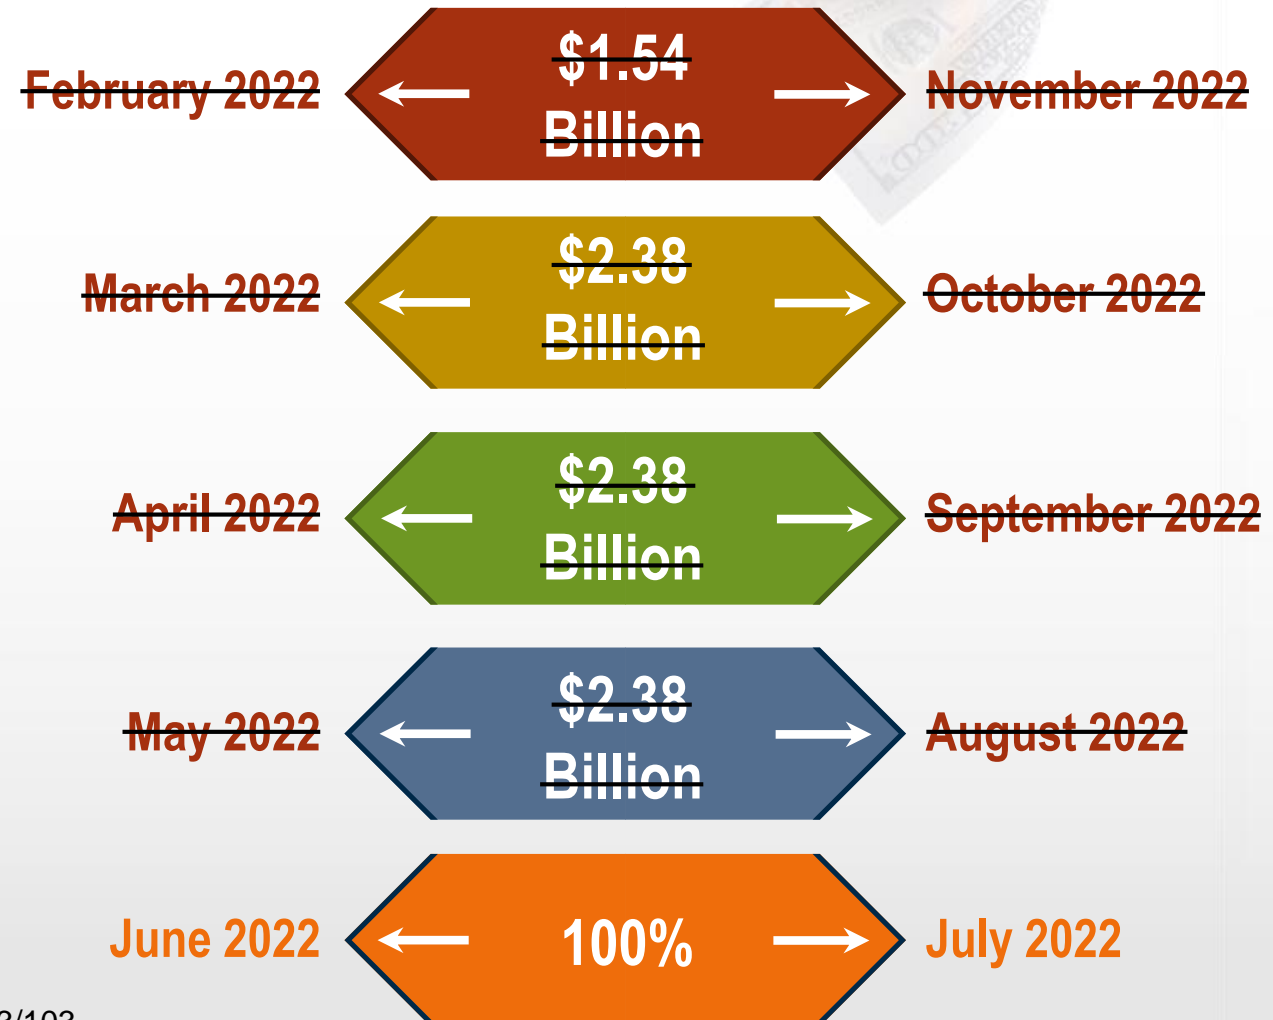 February 2022
$1.54
Billion
November 2022
March 2022
$2.38
Billion
October 2022
April 2022
$2.38
Billion
September 2022
May 2022
$2.38
Billion
August 2022
June 2022
100%
July 2022